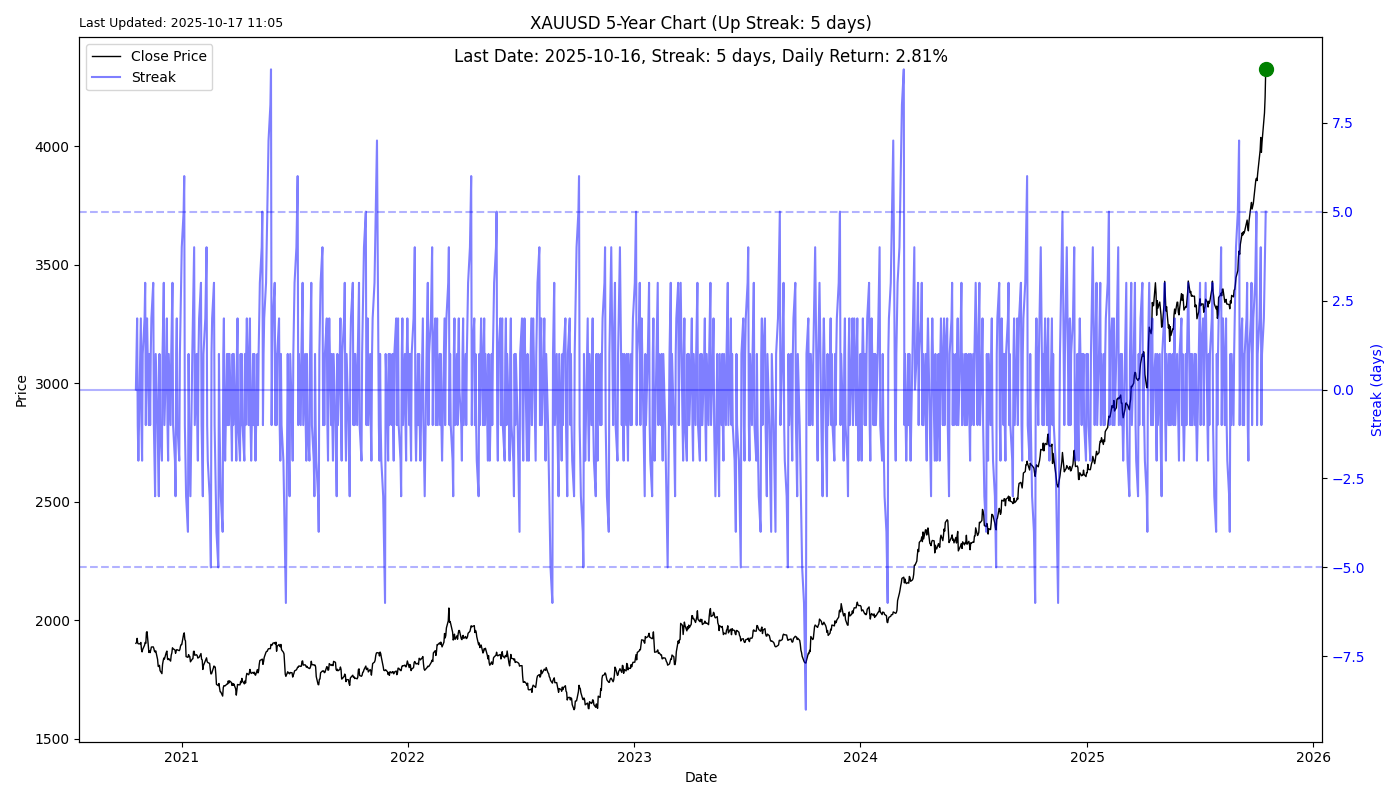 Last Updated: 2025-10-17 11:05
XAUUSD 5-Year Chart (Up Streak: 5 days)
Last Date: 2025-10-16, Streak: 5 days, Daily Return: 2.81%
Close Price
Streak
Price
4000
3500
3000
2500
2000
1500
7.5
5.0
2.5
0.0
−2.5
−5.0
−7.5
Streak (days)
2021
2022
2023
2024
2025
2026
Date